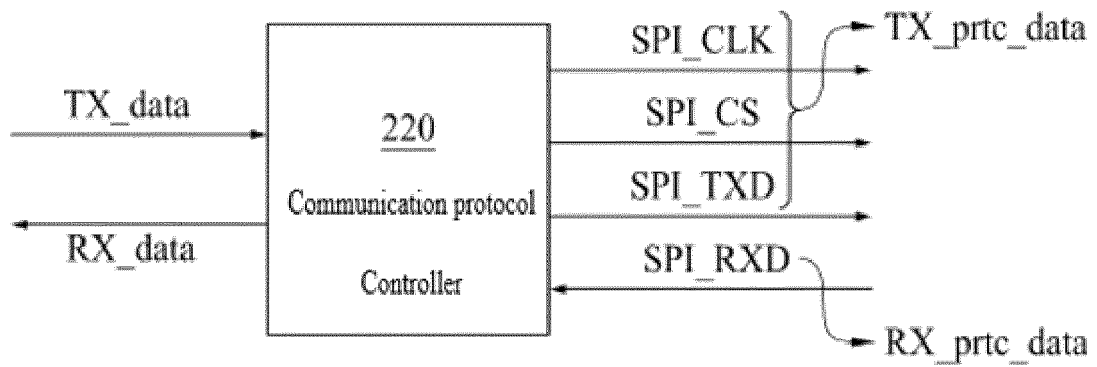 SPI_CLK
TX_prtc_data
TX_data
220
SPI_CS
Communication protocol
SPI_TXD
RX_data
SPI_RXD
Controller
RX_prtc_data